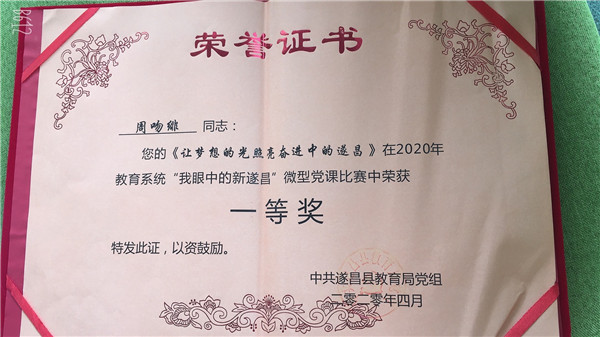 荣誉证书
周吻绯 同志：
您的《让梦想的光照亮奋进中的遂昌》在2020年
教育系统“我眼中的新遂昌”微型党课比赛中荣获
一等奖
特发此证，以资鼓励。
中共遂昌县教育局党组
二零二零年四月